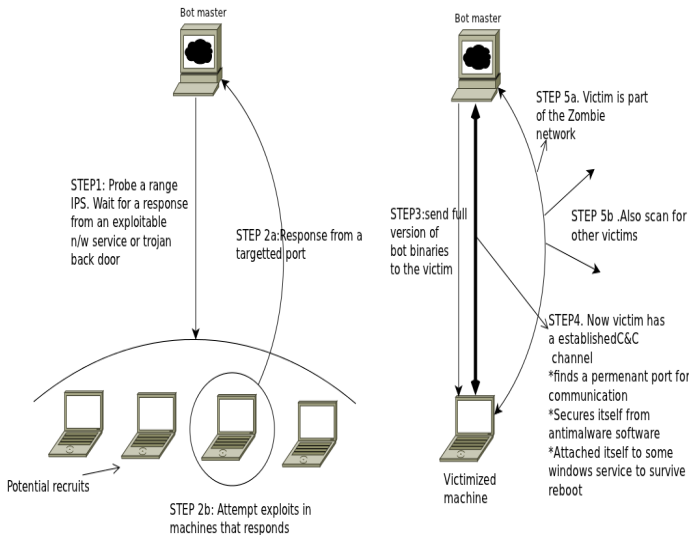 Bot master
STEP1: Probe a range
IPS. Wait for a response
from an exploitable
n/w service or trojan
back door
STEP 2a:Response from a
targetted port
Potential recruits
STEP 2b: Attempt exploits in
machines that responds
Bot master
STEP 5a. Victim is part
of the Zombie
network
STEP3:send full
version of
bot binaries
to the victim
STEP 5b .Also scan for
other victims
STEP4. Now victim has
a establishedC&C
channel
*finds a permenant port for
communication
*Secures itself from
antimalware software
*Attached itself to some
windows service to survive
reboot
Victimized
machine